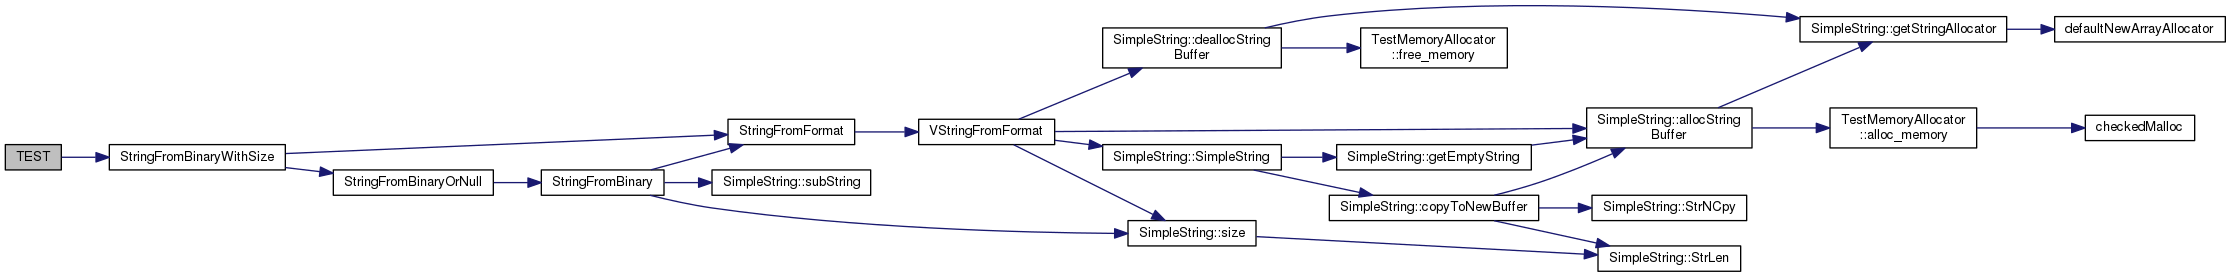 TEST
StringFromBinaryWithSize
StringFromFormat
StringFromBinaryOrNull
StringFromBinary
SimpleString::subString
VStringFromFormat
SimpleString::deallocString
Buffer
TestMemoryAllocator
::free_memory
SimpleString::SimpleString
SimpleString::getEmptyString
SimpleString::size
SimpleString::copyToNewBuffer
SimpleString::allocString
Buffer
SimpleString::StrNCpy
SimpleString::StrLen
SimpleString::getStringAllocator
defaultNewArrayAllocator
TestMemoryAllocator
::alloc_memory
checkedMalloc